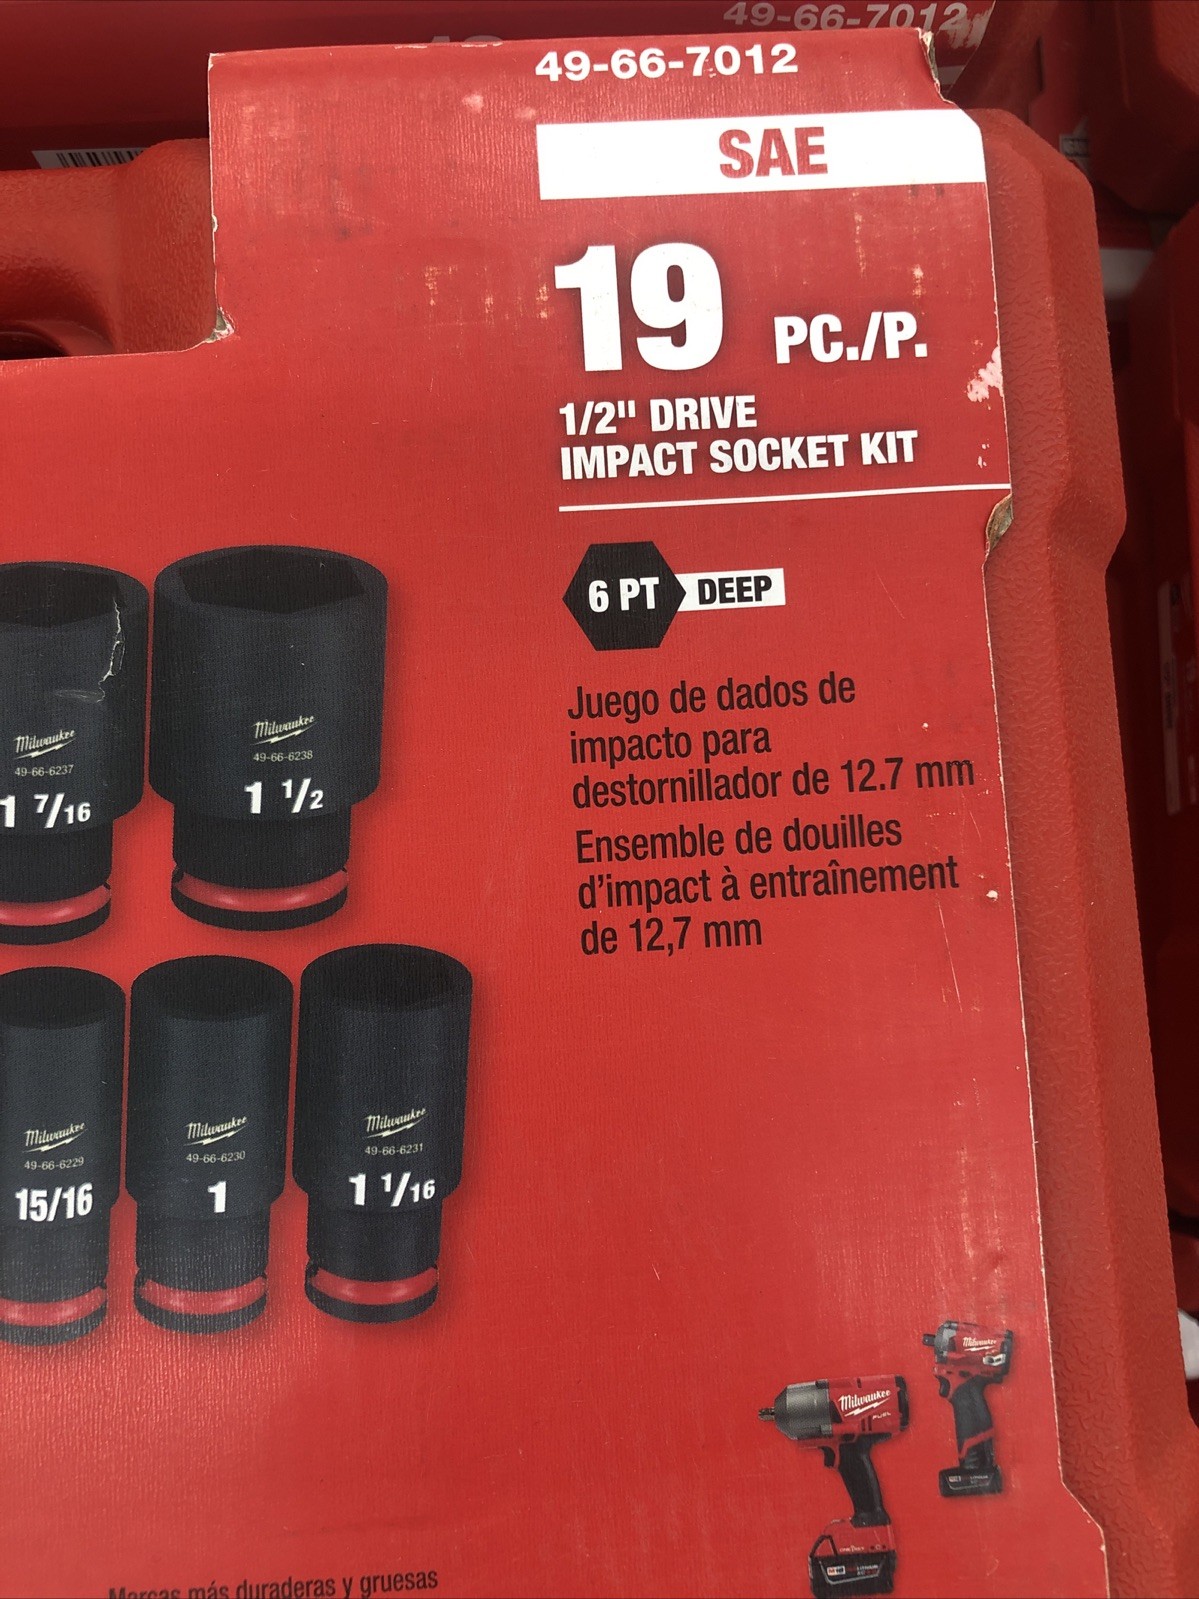 49-66-7012
49-66-7012
SAE
19 PC./P.
1/2" DRIVE
IMPACT SOCKET KIT
6 PT DEEP
Juego de dados de
impacto para
destornillador de 12.7 mm
Ensemble de douilles
d'impact à entraînement
de 12,7 mm
Milwaukee
49-66-6237
1 7/16
Milwaukee
49-66-6238
1 1/2
Milwaukee
49-66-6229
15/16
Milwaukee
49-66-6230
1
Milwaukee
49-66-6231
1 1/16
Milwaukee
Milwaukee
FUEL
Marcas más duraderas y gruesas